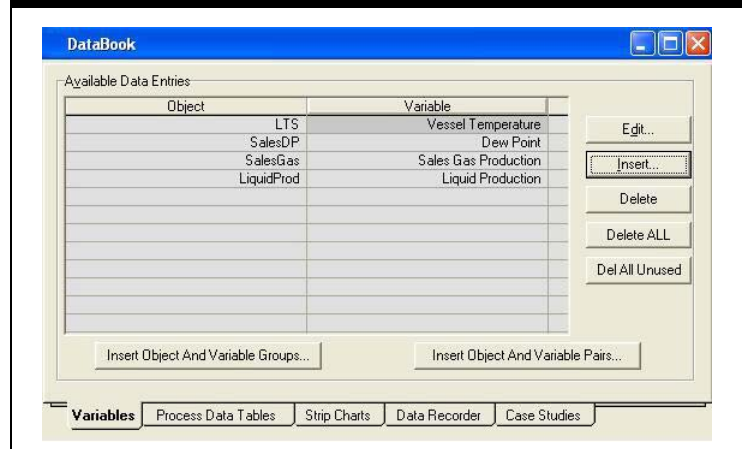 DataBook
Available Data Entries
Object Variable
LTS Vessel Temperature
SalesDP Dew Point
SalesGas Sales Gas Production
LiquidProd Liquid Production
Edit...
Insert...
Delete
Delete ALL
Del All Unused
Insert Object And Variable Groups... Insert Object And Variable Pairs...
Variables Process Data Tables Strip Charts Data Recorder Case Studies